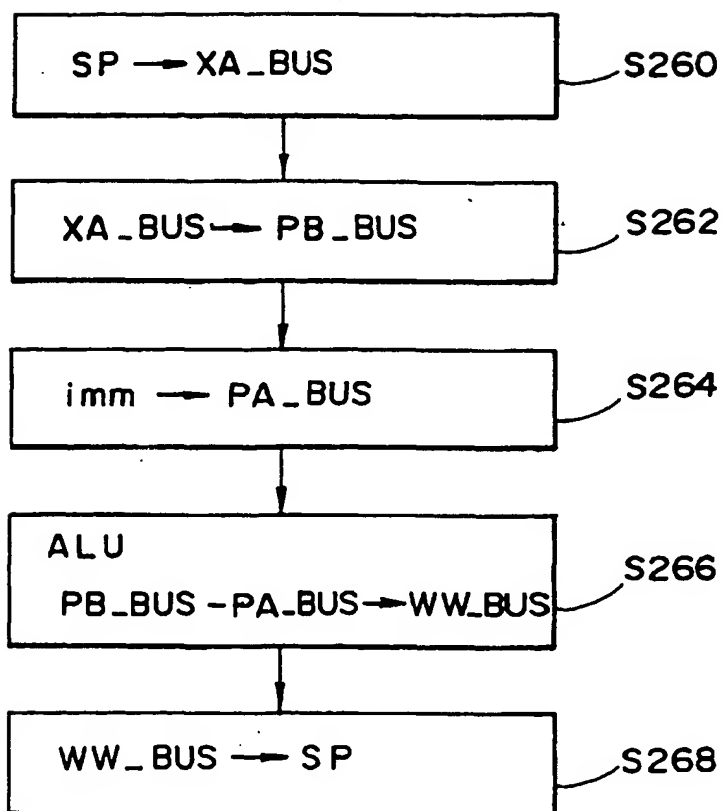 SP → XA_BUS
S260
XA_BUS → PB_BUS
S262
imm → PA_BUS
S264
ALU
PB_BUS - PA_BUS → WW_BUS
S266
WW_BUS → SP
S268